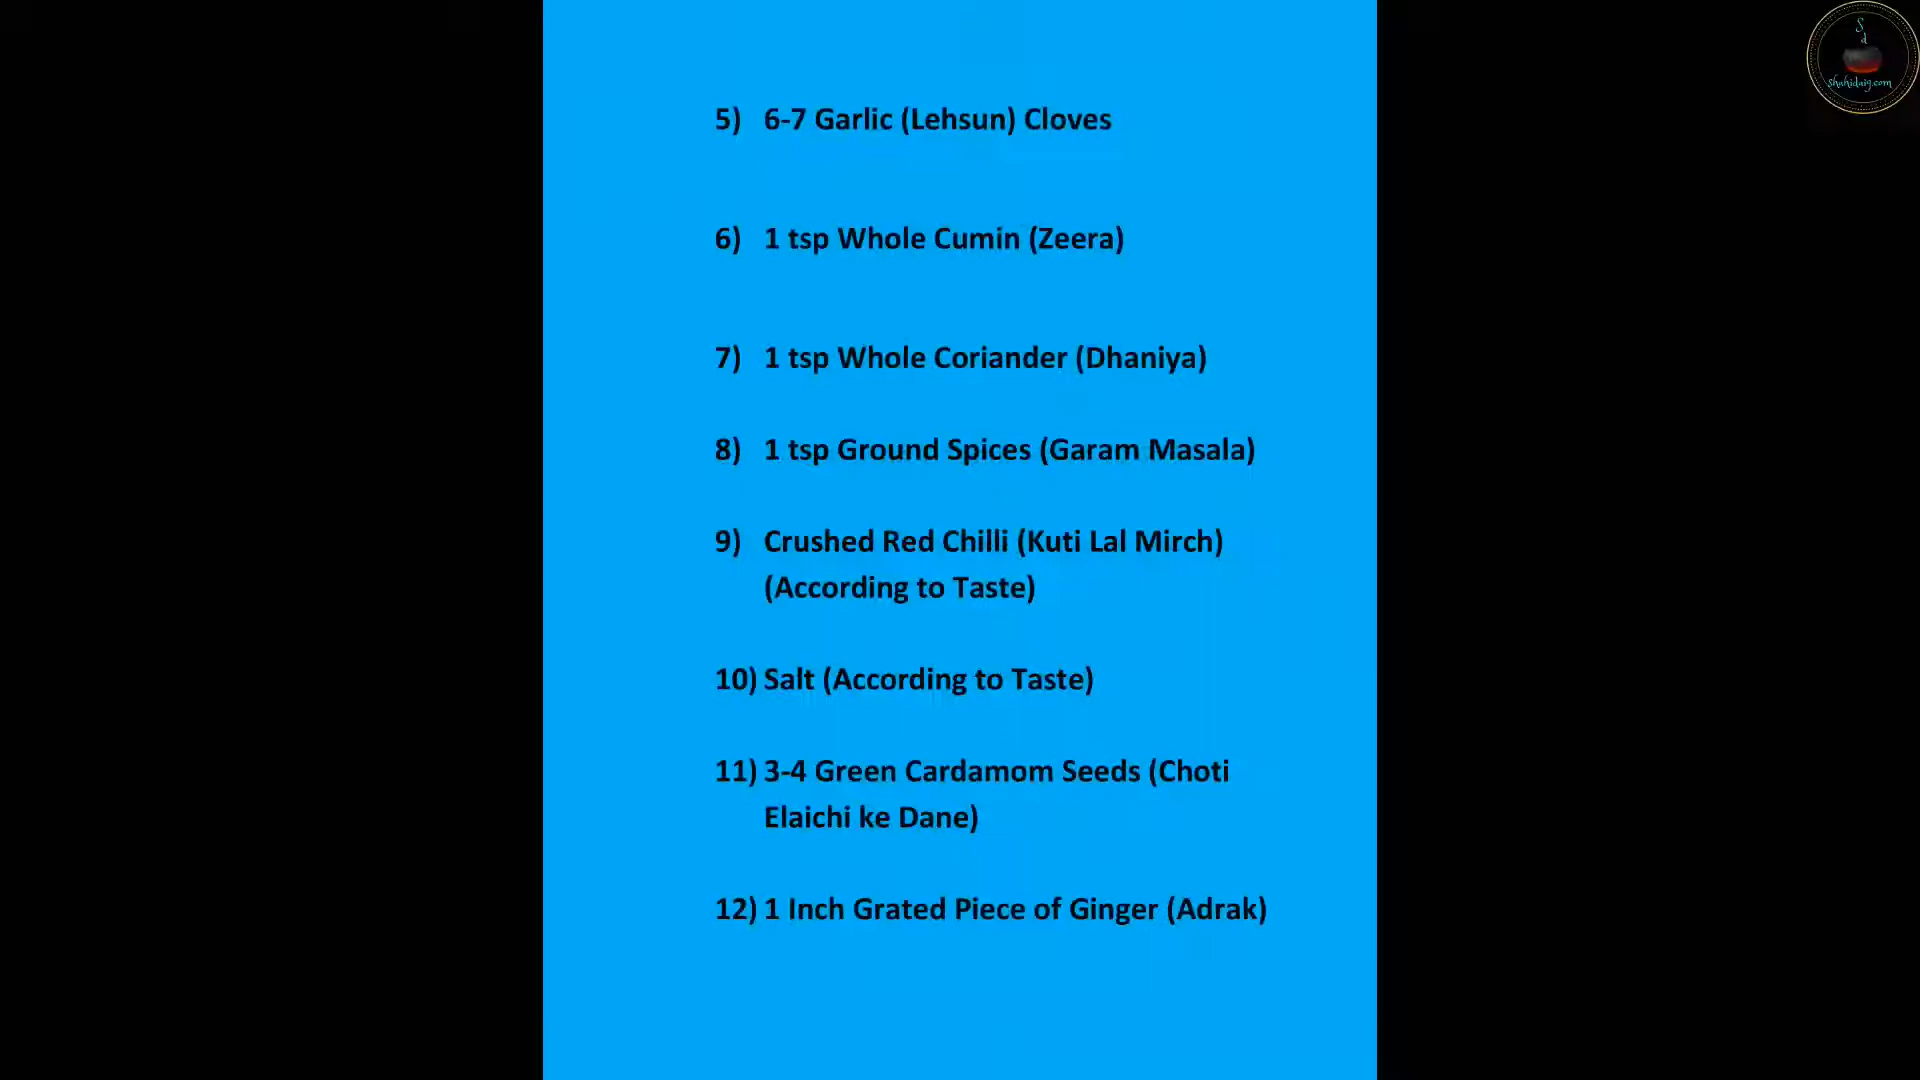 S
d
shahidaig.com
5) 6-7 Garlic (Lehsun) Cloves
6) 1 tsp Whole Cumin (Zeera)
7) 1 tsp Whole Coriander (Dhaniya)
8) 1 tsp Ground Spices (Garam Masala)
9) Crushed Red Chilli (Kuti Lal Mirch)
(According to Taste)
10) Salt (According to Taste)
11) 3-4 Green Cardamom Seeds (Choti
Elaichi ke Dane)
12) 1 Inch Grated Piece of Ginger (Adrak)